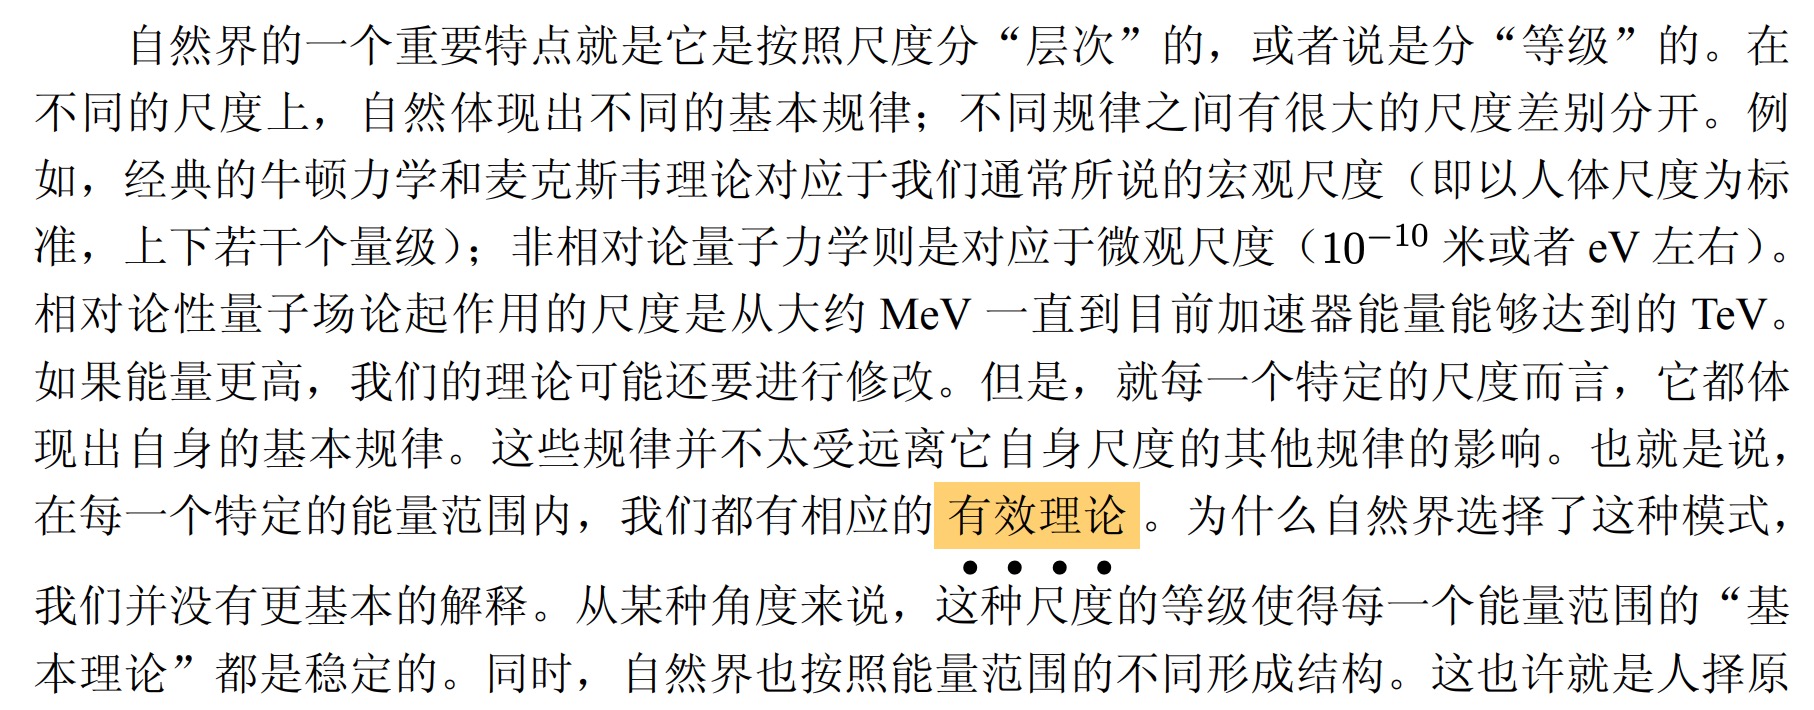 自然界的一个重要特点就是它是按照尺度分“层次”的，或者说是分“等级”的。在
不同的尺度上，自然体现出不同的基本规律；不同规律之间有很大的尺度差别分开。例
如，经典的牛顿力学和麦克斯韦理论对应于我们通常所说的宏观尺度（即以人体尺度为标
准，上下若干个量级）；非相对论量子力学则是对应于微观尺度（10⁻¹⁰ 米或者 eV 左右）。
相对论性量子场论起作用的尺度是从大约 MeV 一直到目前加速器能量能够达到的 TeV。
如果能量更高，我们的理论可能还要进行修改。但是，就每一个特定的尺度而言，它都体
现出自身的基本规律。这些规律并不太受远离它自身尺度的其他规律的影响。也就是说，
在每一个特定的能量范围内，我们都有相应的有效理论。为什么自然界选择了这种模式，
我们并没有更基本的解释。从某种角度来说，这种尺度的等级使得每一个能量范围的“基
本理论”都是稳定的。同时，自然界也按照能量范围的不同形成结构。这也许就是人择原